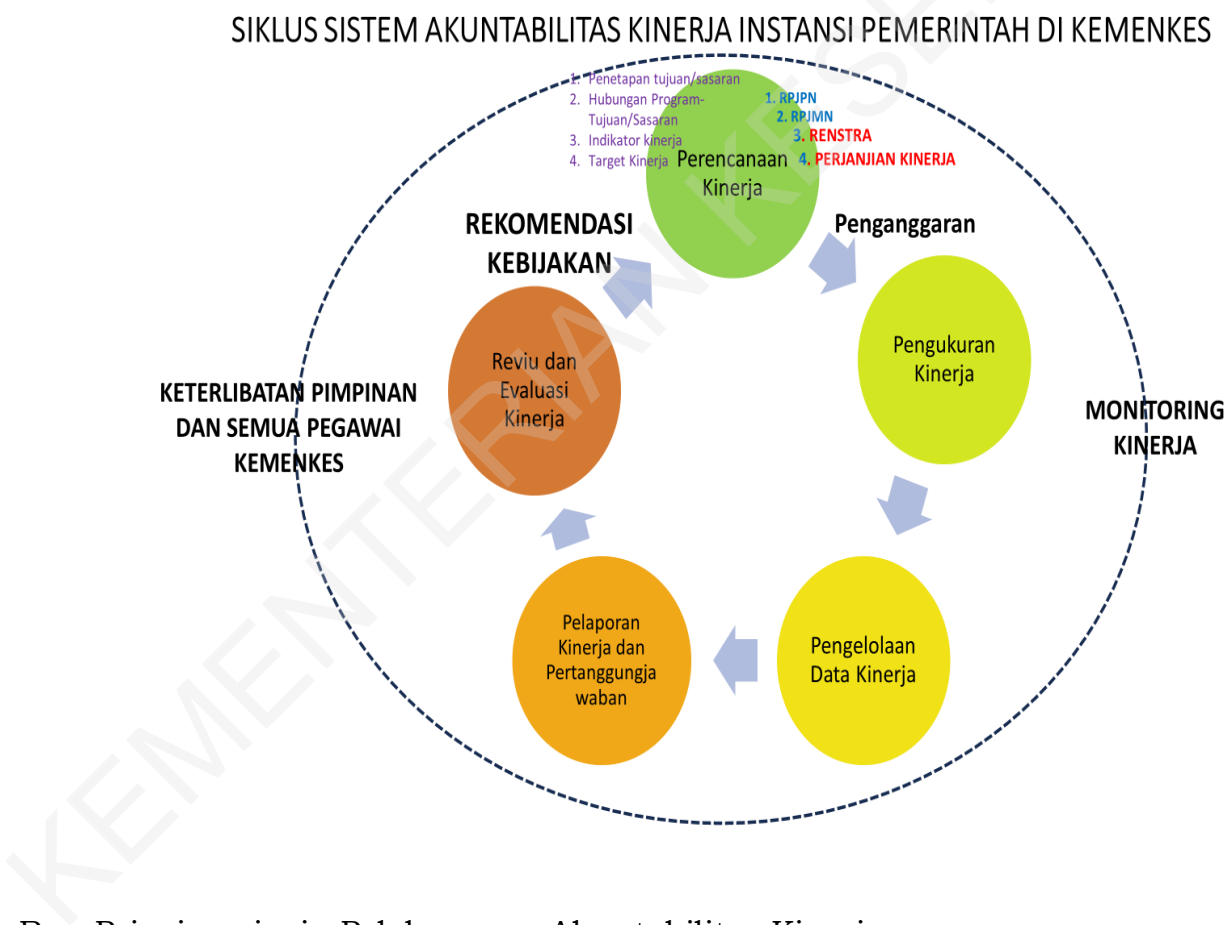 SIKLUS SISTEM AKUNTABILITAS KINERJA INSTANSI PEMERINTAH DI KEMENKES
1. Penetapan tujuan/sasaran
2. Hubungan Program-
Tujuan/Sasaran
3. Indikator kinerja
4. Target Kinerja
1. RPJPN
2. RPJMN
3. RENSTRA
4. PERJANJIAN KINERJA
Perencanaan
Kinerja
REKOMENDASI
KEBIJAKAN
Penganggaran
Pengukuran
Kinerja
Reviu dan
Evaluasi
Kinerja
KETERLIBATAN PIMPINAN
DAN SEMUA PEGAWAI
KEMENKES
MONITORING
KINERJA
Pelaporan
Kinerja dan
Pertanggungja
waban
Pengelolaan
Data Kinerja
KEMENTERIAN